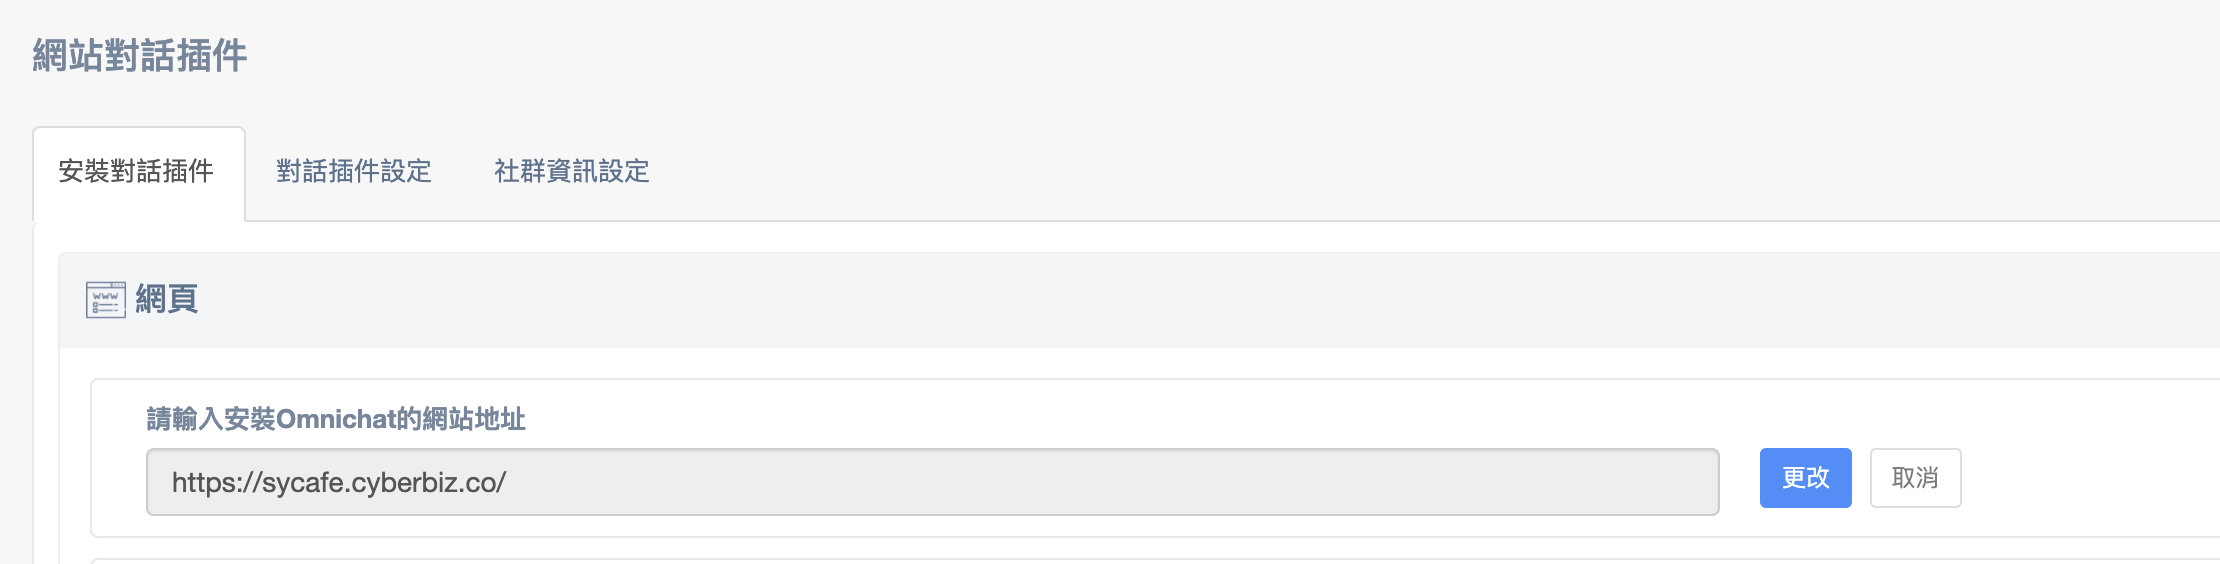 網站對話插件
安裝對話插件 對話插件設定 社群資訊設定
WWW 網頁
請輸入安裝Omnichat的網站地址
https://sycafe.cyberbiz.co/ 更改 取消